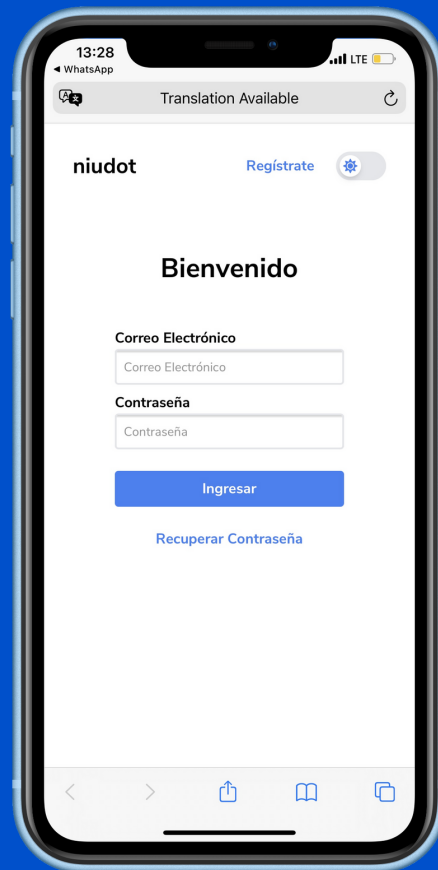 13:28
LTE
◀ WhatsApp
Translation Available
niudot
Regístrate
Bienvenido
Correo Electrónico
Correo Electrónico
Contraseña
Contraseña
Ingresar
Recuperar Contraseña